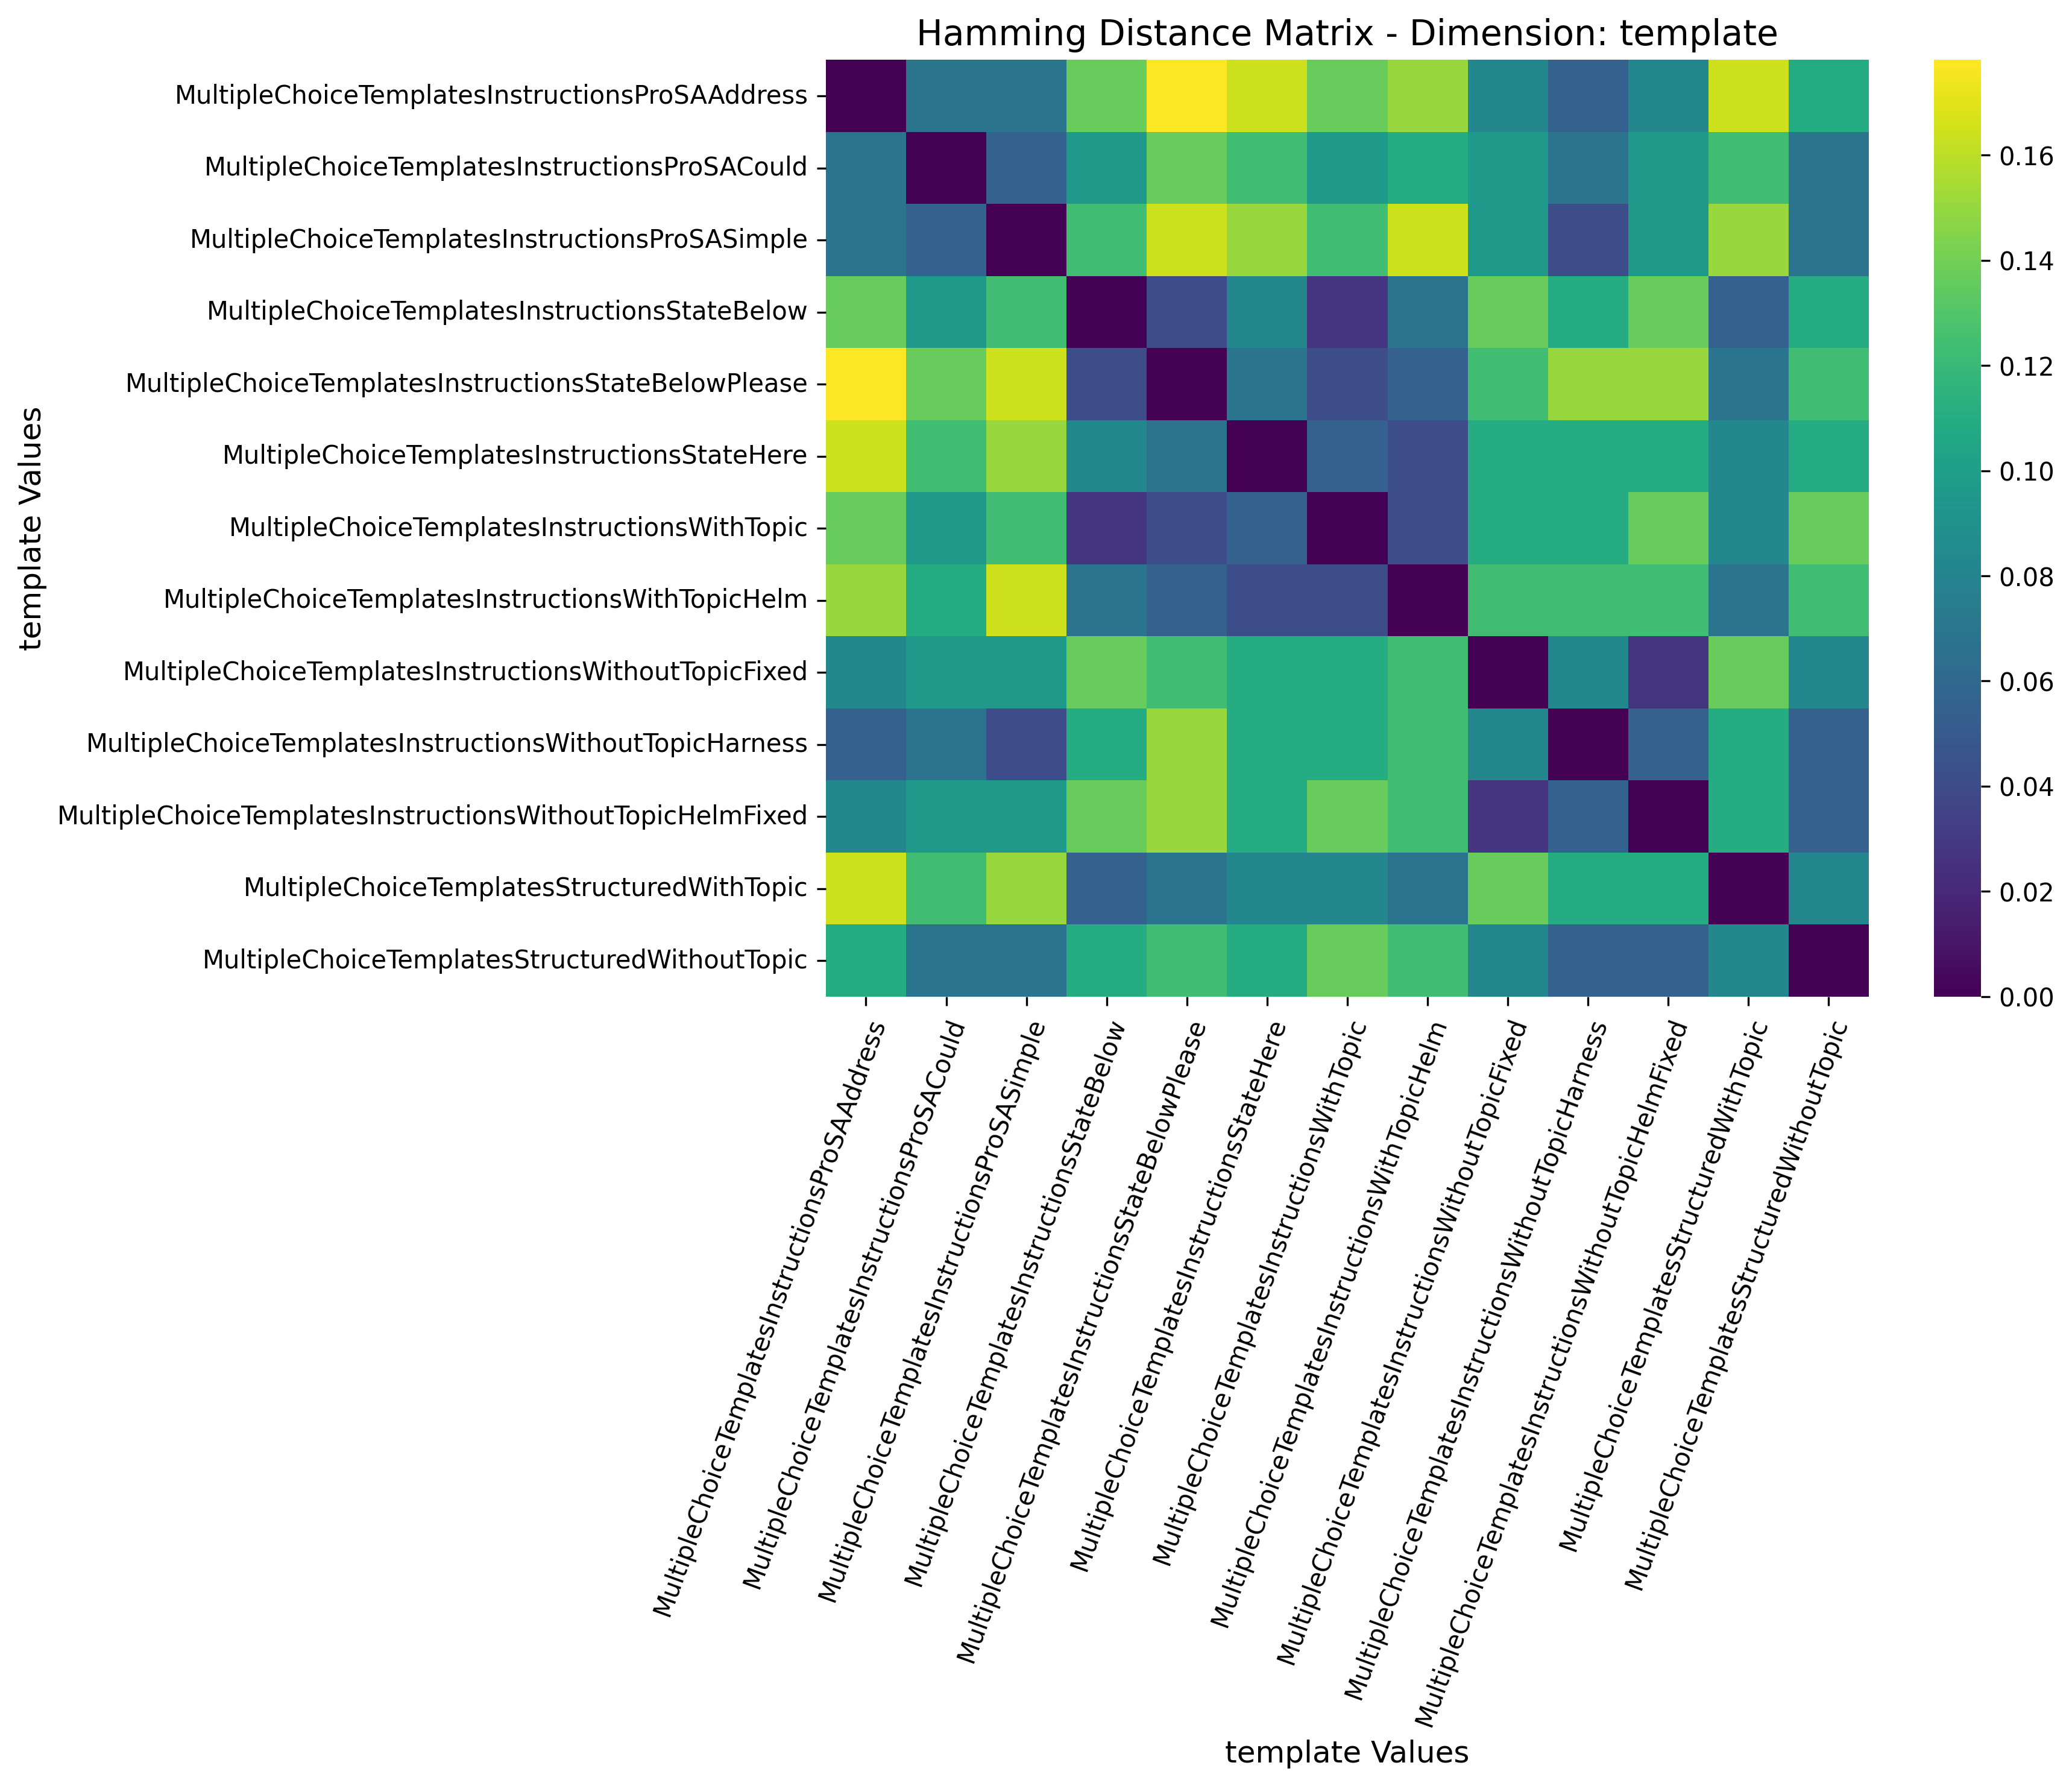 Hamming Distance Matrix - Dimension: template
template Values
MultipleChoiceTemplatesInstructionsProSAAddress
MultipleChoiceTemplatesInstructionsProSACould
MultipleChoiceTemplatesInstructionsProSASimple
MultipleChoiceTemplatesInstructionsStateBelow
MultipleChoiceTemplatesInstructionsStateBelowPlease
MultipleChoiceTemplatesInstructionsStateHere
MultipleChoiceTemplatesInstructionsWithTopic
MultipleChoiceTemplatesInstructionsWithTopicHelm
MultipleChoiceTemplatesInstructionsWithoutTopicFixed
MultipleChoiceTemplatesInstructionsWithoutTopicHarness
MultipleChoiceTemplatesInstructionsWithoutTopicHelmFixed
MultipleChoiceTemplatesStructuredWithTopic
MultipleChoiceTemplatesStructuredWithoutTopic
0.16
0.14
0.12
0.10
0.08
0.06
0.04
0.02
0.00
MultipleChoiceTemplatesInstructionsProSAAddress
MultipleChoiceTemplatesInstructionsProSACould
MultipleChoiceTemplatesInstructionsProSASimple
MultipleChoiceTemplatesInstructionsStateBelow
MultipleChoiceTemplatesInstructionsStateBelowPlease
MultipleChoiceTemplatesInstructionsStateHere
MultipleChoiceTemplatesInstructionsWithTopic
MultipleChoiceTemplatesInstructionsWithTopicHelm
MultipleChoiceTemplatesInstructionsWithoutTopicFixed
MultipleChoiceTemplatesInstructionsWithoutTopicHarness
MultipleChoiceTemplatesInstructionsWithoutTopicHelmFixed
MultipleChoiceTemplatesStructuredWithTopic
MultipleChoiceTemplatesStructuredWithoutTopic
template Values